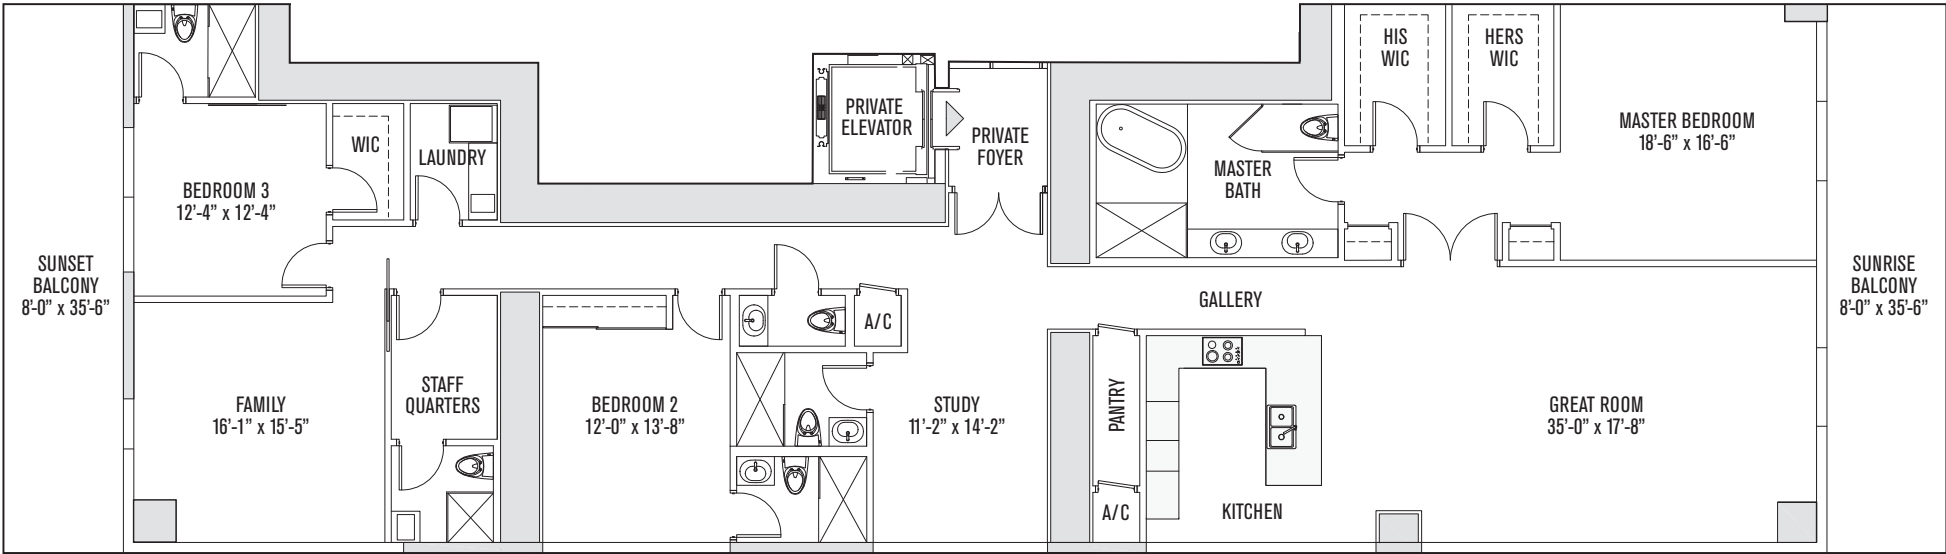 SUNSET
BALCONY
8'-0" x 35'-6"
BEDROOM 3
12'-4" x 12'-4"
WIC
LAUNDRY
PRIVATE
ELEVATOR
PRIVATE
FOYER
MASTER
BATH
HIS
WIC
HERS
WIC
MASTER BEDROOM
18'-6" x 16'-6"
SUNRISE
BALCONY
8'-0" x 35'-6"
FAMILY
16'-1" x 15'-5"
STAFF
QUARTERS
BEDROOM 2
12'-0" x 13'-8"
A/C
STUDY
11'-2" x 14'-2"
GALLERY
PANTRY
A/C
KITCHEN
GREAT ROOM
35'-0" x 17'-8"